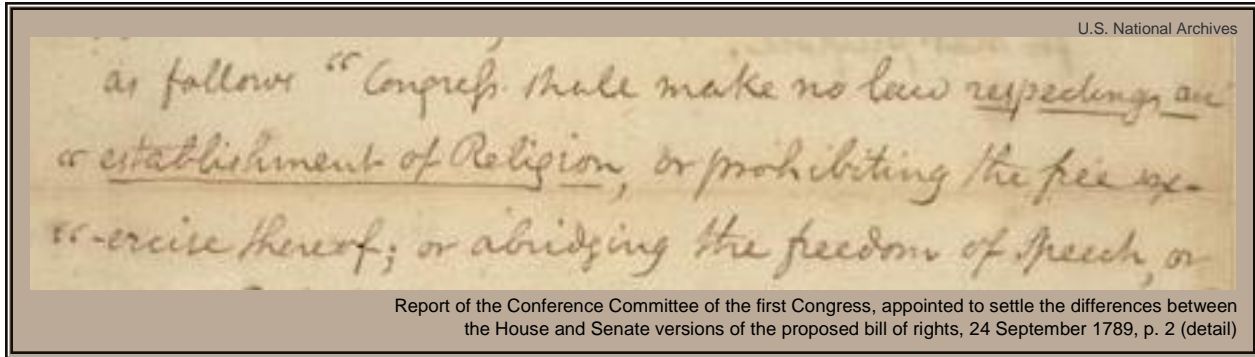 U.S. National Archives
as follows “Congress shall make no law respecting an
“ establishment of Religion, or prohibiting the free ex-
“-ercise thereof; or abridging the freedom of speech, or
Report of the Conference Committee of the first Congress, appointed to settle the differences between
the House and Senate versions of the proposed bill of rights, 24 September 1789, p. 2 (detail)